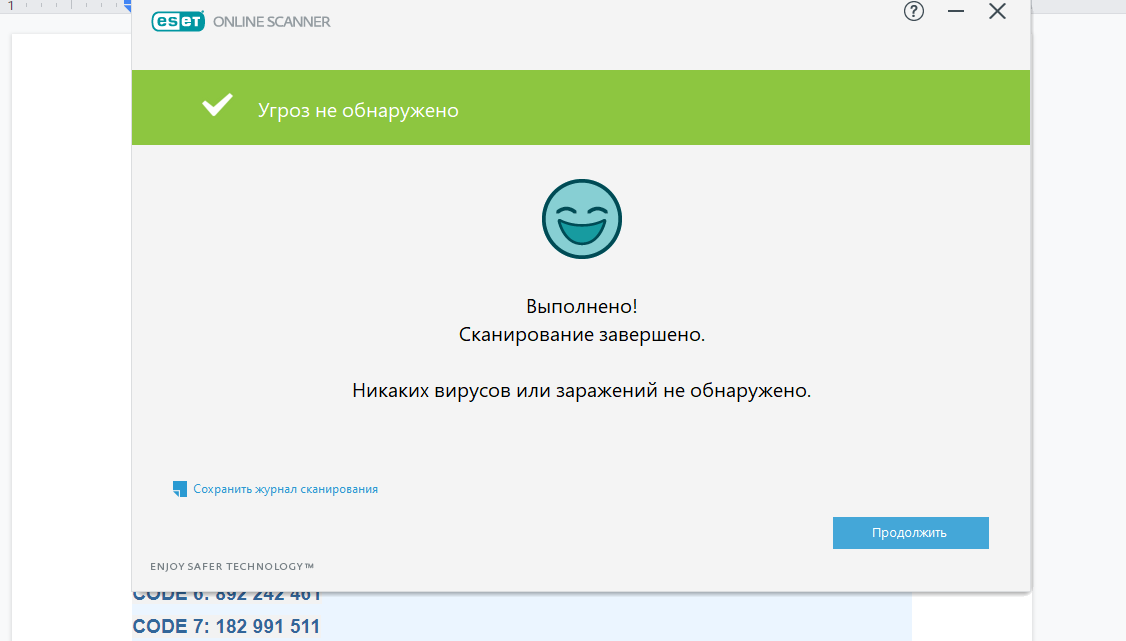 1
eset ONLINE SCANNER
Угроз не обнаружено
Выполнено!
Сканирование завершено.
Никаких вирусов или заражений не обнаружено.
Сохранить журнал сканирования
Продолжить
ENJOY SAFER TECHNOLOGY™
CODE 6: 892 242 461
CODE 7: 182 991 511